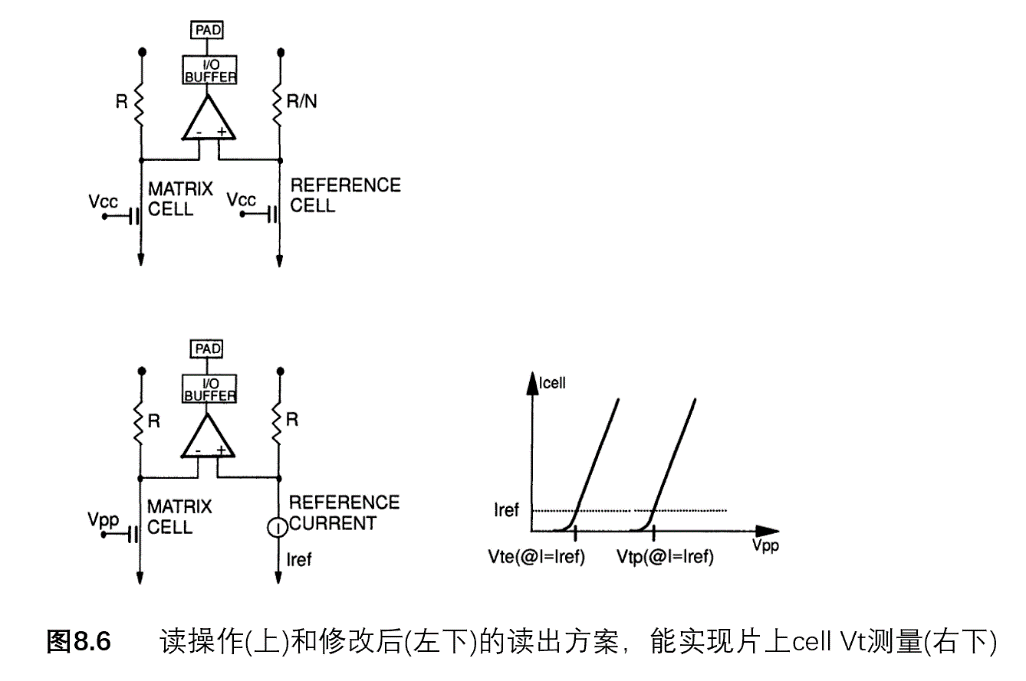 PAD
I/O
BUFFER
R
R/N
- +
MATRIX
CELL
Vcc
REFERENCE
CELL
Vcc
PAD
I/O
BUFFER
R
R
- +
MATRIX
CELL
Vpp
REFERENCE
CURRENT
I
Iref
Icell
Iref
Vpp
Vte(@I=Iref)
Vtp(@I=Iref)
图8.6 读操作(上)和修改后(左下)的读出方案，能实现片上cell Vt测量(右下)